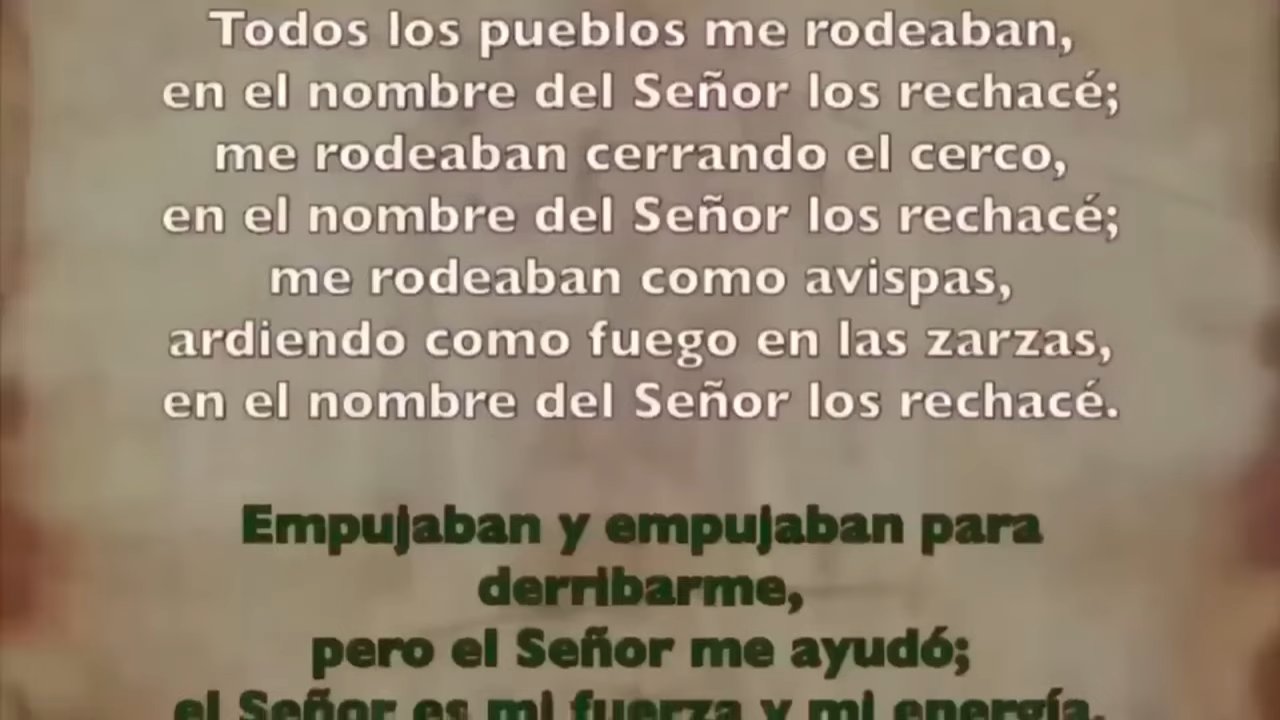 Todos los pueblos me rodeaban,
en el nombre del Señor los rechacé;
me rodeaban cerrando el cerco,
en el nombre del Señor los rechacé;
me rodeaban como avispas,
ardiendo como fuego en las zarzas,
en el nombre del Señor los rechacé.
Empujaban y empujaban para
derribarme,
pero el Señor me ayudó;
el Señor es mi fuerza y mi energía,